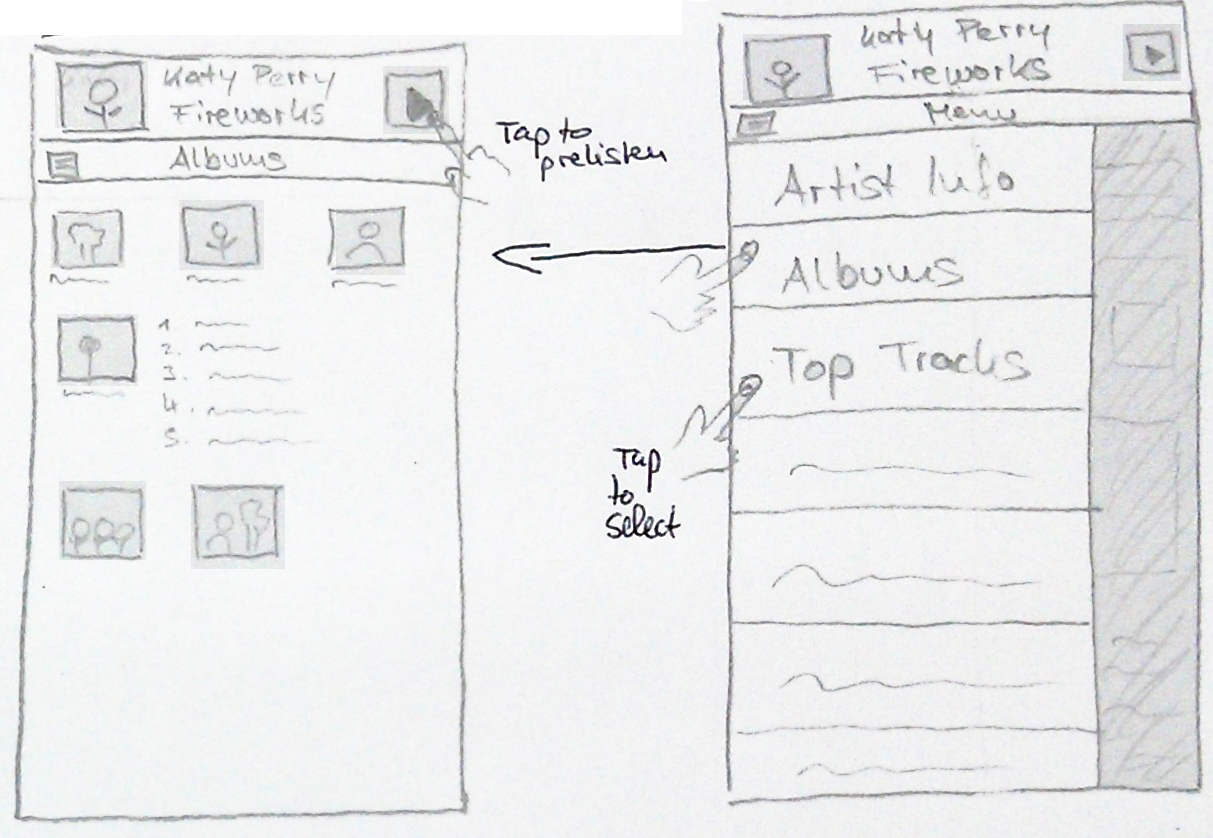 Katy Perry
Fireworks
Albums
1.
2.
3.
4.
5.
Tap to
prelisten
Katy Perry
Fireworks
Menu
Artist Info
Albums
Top Tracks
Tap
to
select